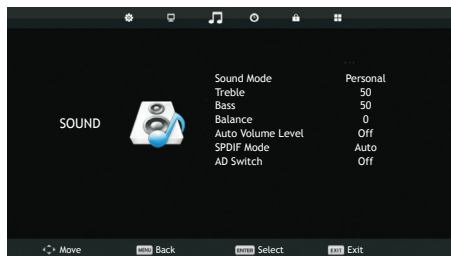 Sound Mode Personal
Treble 50
Bass 50
SOUND
Balance 0
Auto Volume Level Off
SPDIF Mode Auto
AD Switch Off
Move MENU Back ENTER Select EXIT Exit